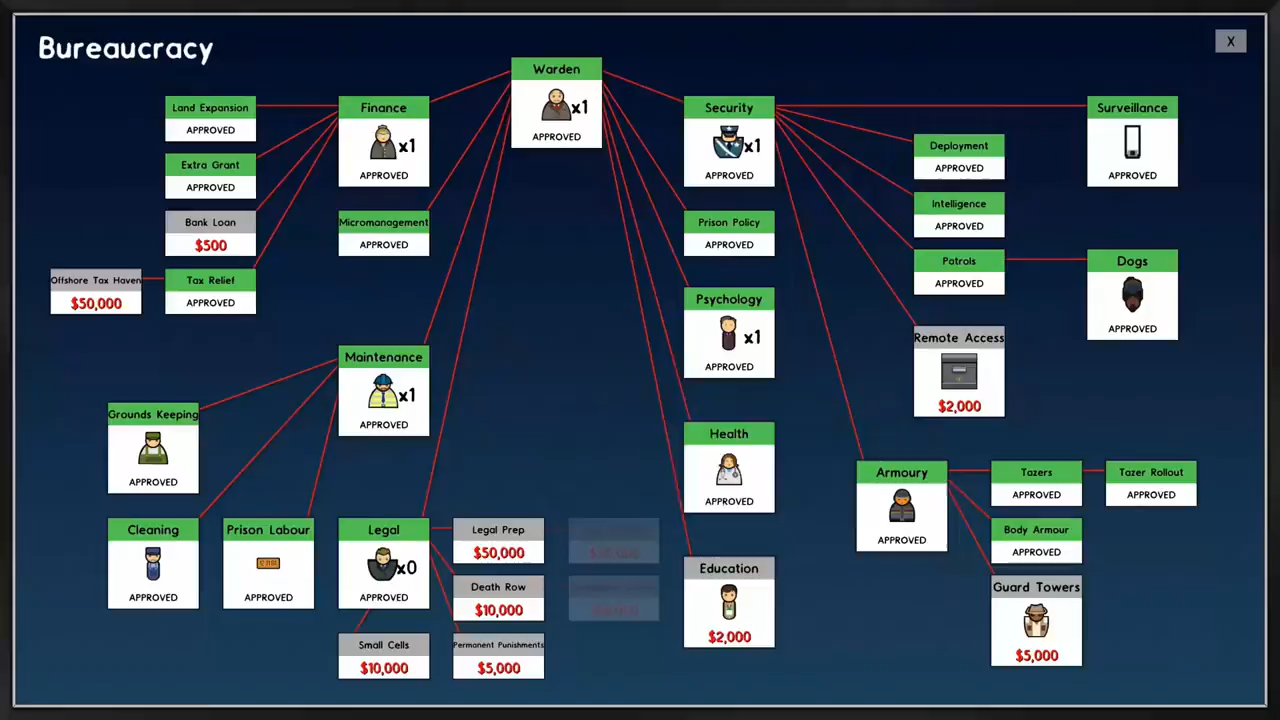 Bureaucracy
X
Warden
x1
APPROVED
Land Expansion
APPROVED
Extra Grant
APPROVED
Bank Loan
$500
Offshore Tax Haven
$50,000
Tax Relief
APPROVED
Finance
x1
APPROVED
Micromanagement
APPROVED
Maintenance
x1
APPROVED
Grounds Keeping
APPROVED
Cleaning
APPROVED
Prison Labour
APPROVED
Legal
x0
APPROVED
Legal Prep
$50,000
Death Row
$10,000
Small Cells
$10,000
Permanent Punishments
$5,000
Security
x1
APPROVED
Prison Policy
APPROVED
Psychology
x1
APPROVED
Health
APPROVED
Education
$2,000
Surveillance
APPROVED
Deployment
APPROVED
Intelligence
APPROVED
Patrols
APPROVED
Dogs
APPROVED
Remote Access
$2,000
Armoury
APPROVED
Tazers
APPROVED
Tazer Rollout
APPROVED
Body Armour
APPROVED
Guard Towers
$5,000